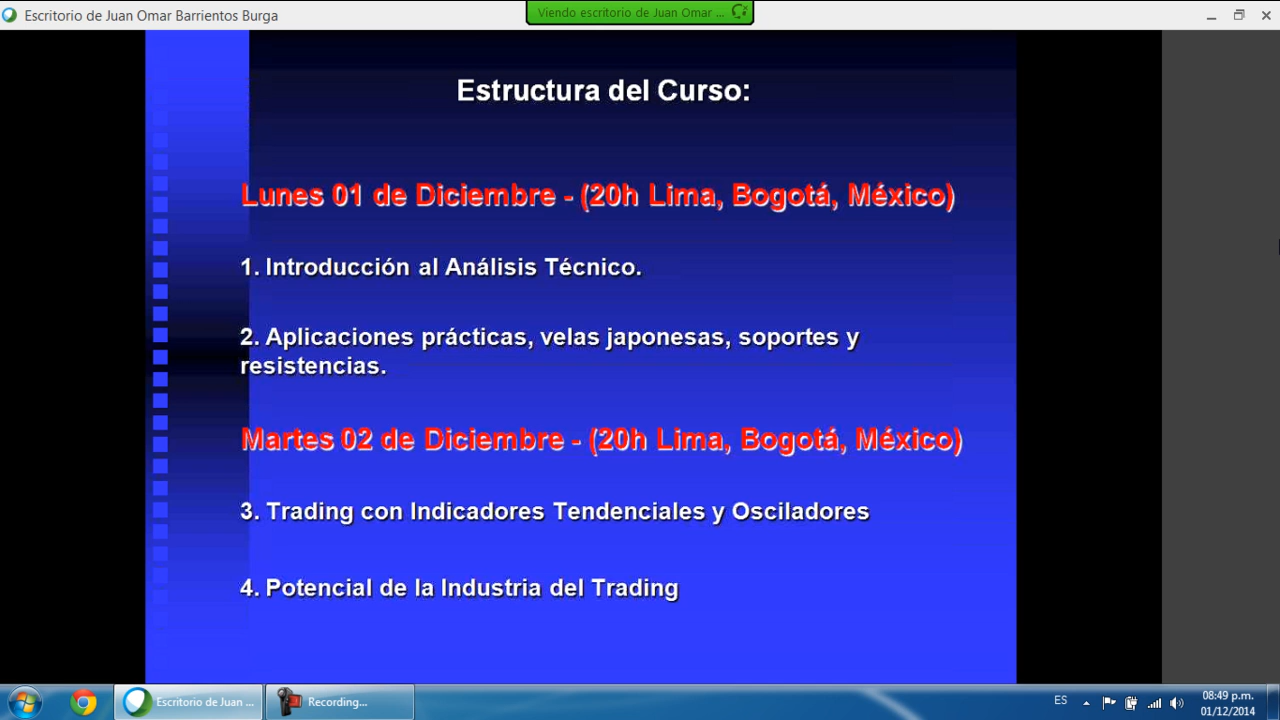 Escritorio de Juan Omar Barrientos Burga
Viendo escritorio de Juan Omar ...
Estructura del Curso:
Lunes 01 de Diciembre - (20h Lima, Bogotá, México)
1. Introducción al Análisis Técnico.
2. Aplicaciones prácticas, velas japonesas, soportes y
resistencias.
Martes 02 de Diciembre - (20h Lima, Bogotá, México)
3. Trading con Indicadores Tendenciales y Osciladores
4. Potencial de la Industria del Trading
Escritorio de Juan ...
Recording...
ES
08:49 p.m.
01/12/2014